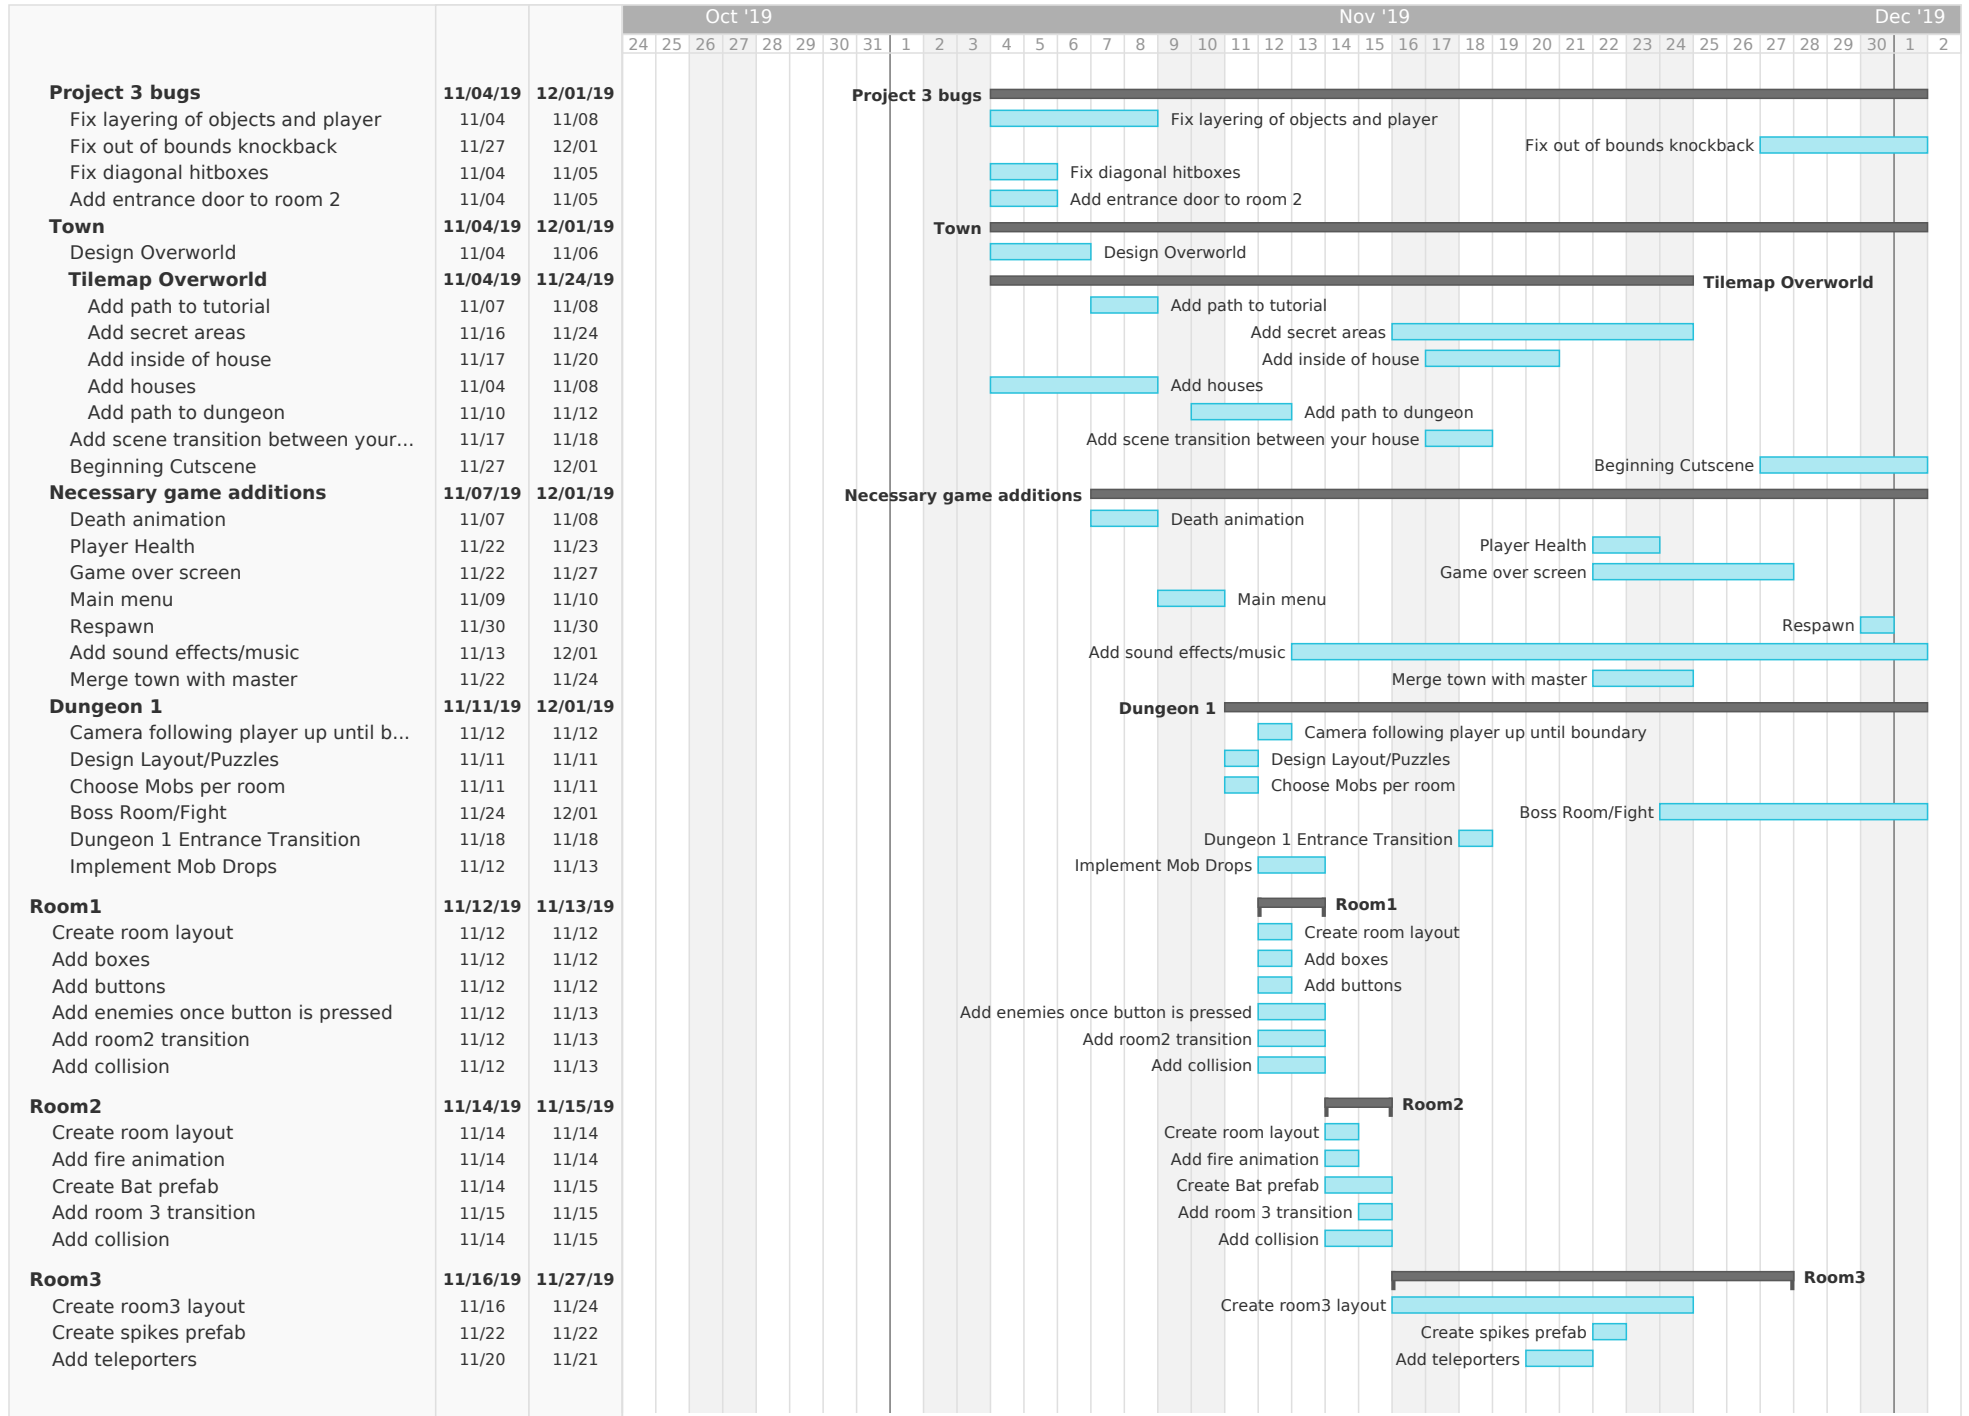 Oct '19 Nov '19 Dec '19
24 25 26 27 28 29 30 31 1 2 3 4 5 6 7 8 9 10 11 12 13 14 15 16 17 18 19 20 21 22 23 24 25 26 27 28 29 30 1 2
Project 3 bugs 11/04/19 12/01/19 Project 3 bugs
Fix layering of objects and player 11/04 11/08 Fix layering of objects and player
Fix out of bounds knockback 11/27 12/01 Fix out of bounds knockback
Fix diagonal hitboxes 11/04 11/05 Fix diagonal hitboxes
Add entrance door to room 2 11/04 11/05 Add entrance door to room 2
Town 11/04/19 12/01/19 Town
Design Overworld 11/04 11/06 Design Overworld
Tilemap Overworld 11/04/19 11/24/19 Tilemap Overworld
Add path to tutorial 11/07 11/08 Add path to tutorial
Add secret areas 11/16 11/24 Add secret areas
Add inside of house 11/17 11/20 Add inside of house
Add houses 11/04 11/08 Add houses
Add path to dungeon 11/10 11/12 Add path to dungeon
Add scene transition between your... 11/17 11/18 Add scene transition between your house
Beginning Cutscene 11/27 12/01 Beginning Cutscene
Necessary game additions 11/07/19 12/01/19 Necessary game additions
Death animation 11/07 11/08 Death animation
Player Health 11/22 11/23 Player Health
Game over screen 11/22 11/27 Game over screen
Main menu 11/09 11/10 Main menu
Respawn 11/30 11/30 Respawn
Add sound effects/music 11/13 12/01 Add sound effects/music
Merge town with master 11/22 11/24 Merge town with master
Dungeon 1 11/11/19 12/01/19 Dungeon 1
Camera following player up until b... 11/12 11/12 Camera following player up until boundary
Design Layout/Puzzles 11/11 11/11 Design Layout/Puzzles
Choose Mobs per room 11/11 11/11 Choose Mobs per room
Boss Room/Fight 11/24 12/01 Boss Room/Fight
Dungeon 1 Entrance Transition 11/18 11/18 Dungeon 1 Entrance Transition
Implement Mob Drops 11/12 11/13 Implement Mob Drops
Room1 11/12/19 11/13/19 Room1
Create room layout 11/12 11/12 Create room layout
Add boxes 11/12 11/12 Add boxes
Add buttons 11/12 11/12 Add buttons
Add enemies once button is pressed 11/12 11/13 Add enemies once button is pressed
Add room2 transition 11/12 11/13 Add room2 transition
Add collision 11/12 11/13 Add collision
Room2 11/14/19 11/15/19 Room2
Create room layout 11/14 11/14 Create room layout
Add fire animation 11/14 11/14 Add fire animation
Create Bat prefab 11/14 11/15 Create Bat prefab
Add room 3 transition 11/15 11/15 Add room 3 transition
Add collision 11/14 11/15 Add collision
Room3 11/16/19 11/27/19 Room3
Create room3 layout 11/16 11/24 Create room3 layout
Create spikes prefab 11/22 11/22 Create spikes prefab
Add teleporters 11/20 11/21 Add teleporters